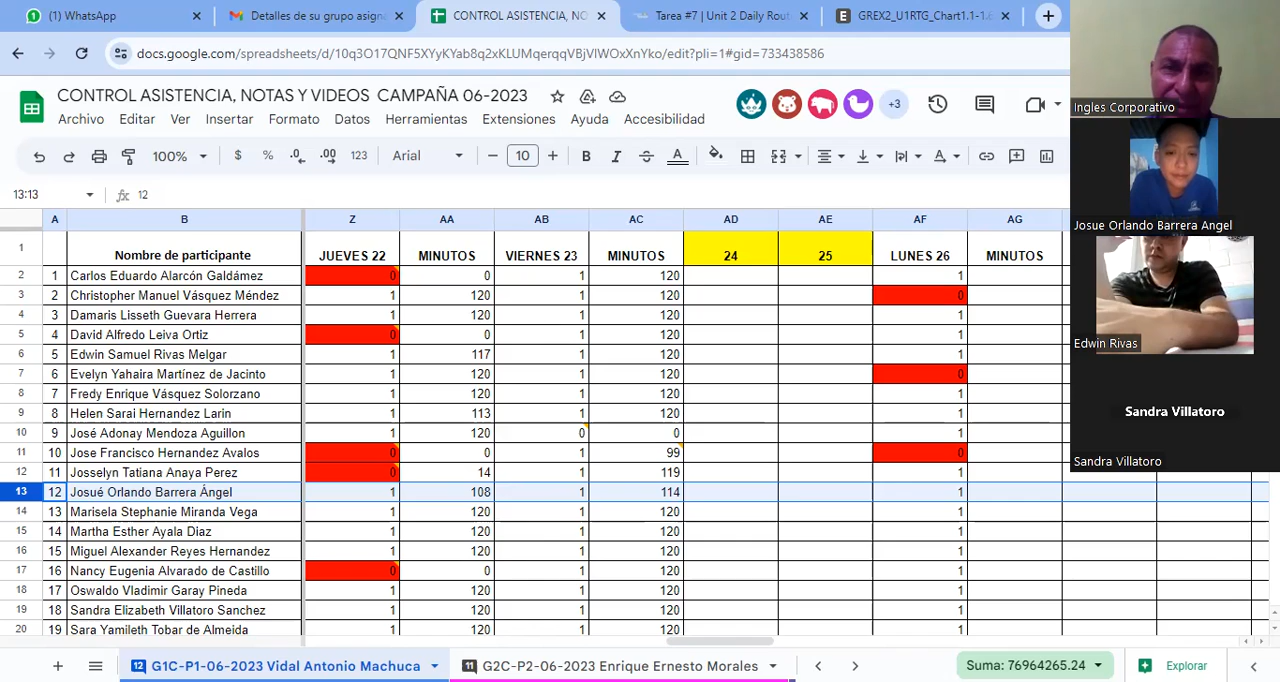 (1) WhatsApp
Detalles de su grupo asigna
CONTROL ASISTENCIA, NO
Tarea #7 | Unit 2 Daily Rout
GREX2_U1RTG_Chart1.1-1.
docs.google.com/spreadsheets/d/10q3O17QNF5XYyKYab8q2xKLUMqerqqVBjVIWOxXnYko/edit?pli=1#gid=733438586
CONTROL ASISTENCIA, NOTAS Y VIDEOS CAMPAÑA 06-2023
Archi Editar Ver Insertar Formato Datos Herramientas Extensiones Ayuda Accesibilidad
+3
100% $ % .0 .00 123 Arial 10 B I A
13:13 fx 12
A B Z AA AB AC AD AE AF AG
1 Nombre de participante JUEVES 22 MINUTOS VIERNES 23 MINUTOS 24 25 LUNES 26 MINUTOS
2 1 Carlos Eduardo Alarcón Galdámez 0 0 1 120 1
3 2 Christopher Manuel Vásquez Méndez 1 120 1 120 0
4 3 Damaris Lisseth Guevara Herrera 1 120 1 120 1
5 4 David Alfredo Leiva Ortiz 0 0 1 120 1
6 5 Edwin Samuel Rivas Melgar 1 117 1 120 1
7 6 Evelyn Yahaira Martínez de Jacinto 1 120 1 120 0
8 7 Fredy Enrique Vásquez Solorzano 1 120 1 120 1
9 8 Helen Sarai Hernandez Larin 1 113 1 120 1
10 9 José Adonay Mendoza Aguillon 1 120 0 0 1
11 10 Jose Francisco Hernandez Avalos 0 0 1 99 0
12 11 Josselyn Tatiana Anaya Perez 0 14 1 119 1
13 12 Josué Orlando Barrera Ángel 1 108 1 114 1
14 13 Marisela Stephanie Miranda Vega 1 120 1 120 1
15 14 Martha Esther Ayala Diaz 1 120 1 120 1
16 15 Miguel Alexander Reyes Hernandez 1 120 1 120 1
17 16 Nancy Eugenia Alvarado de Castillo 0 0 1 120 1
18 17 Oswaldo Vladimir Garay Pineda 1 120 1 120 1
19 18 Sandra Elizabeth Villatoro Sanchez 1 120 1 120 1
20 19 Sara Yamileth Tobar de Almeida 1 120 1 120 1
12 G1C-P1-06-2023 Vidal Antonio Machuca 11 G2C-P2-06-2023 Enrique Ernesto Morales Suma: 76964265.24 Explorar
Ingles Corporativo
Josue Orlando Barrera Angel
Edwin Rivas
Sandra Villatoro
Sandra Villatoro